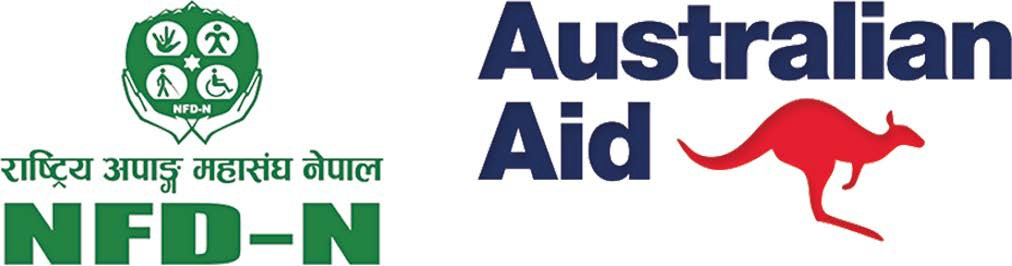 NFD-N
राष्ट्रिय अपाङ्ग महासंघ नेपाल
NFD-N
Australian
Aid